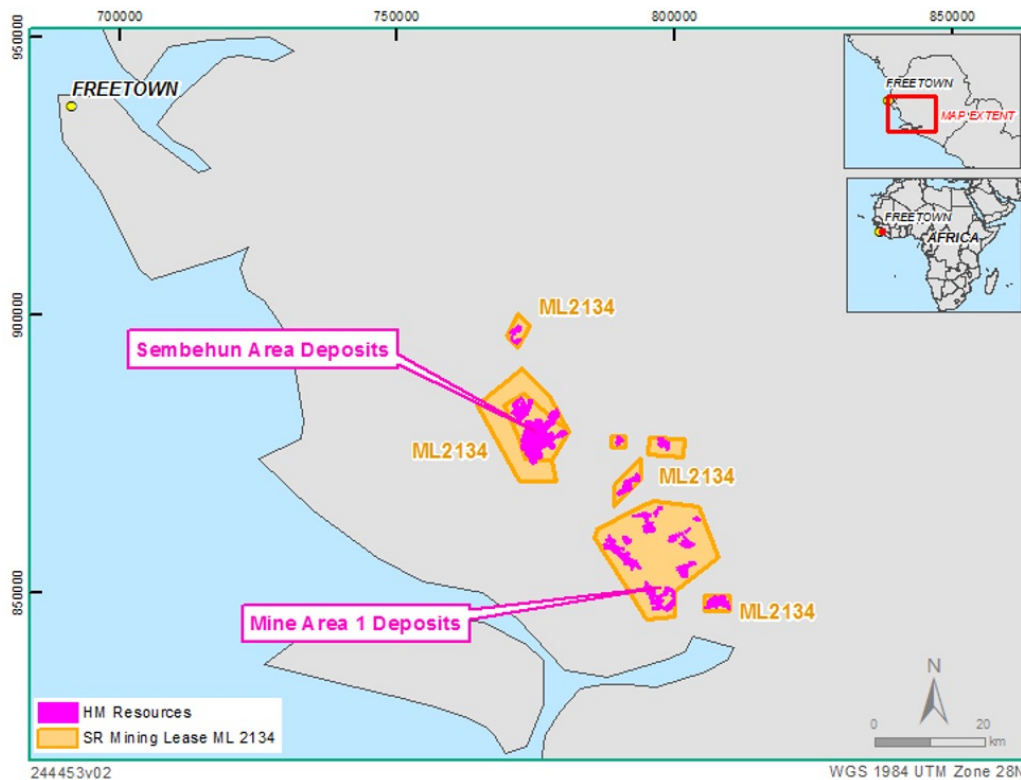 700000
750000
800000
850000
950000
900000
850000
FREETOWN
FREETOWN
MAP EXTENT
FREETOWN
AFRICA
ML2134
Sembehun Area Deposits
ML2134
ML2134
Mine Area 1 Deposits
ML2134
N
0
20
km
HM Resources
SR Mining Lease ML 2134
244453v02
WGS 1984 UTM Zone 28N